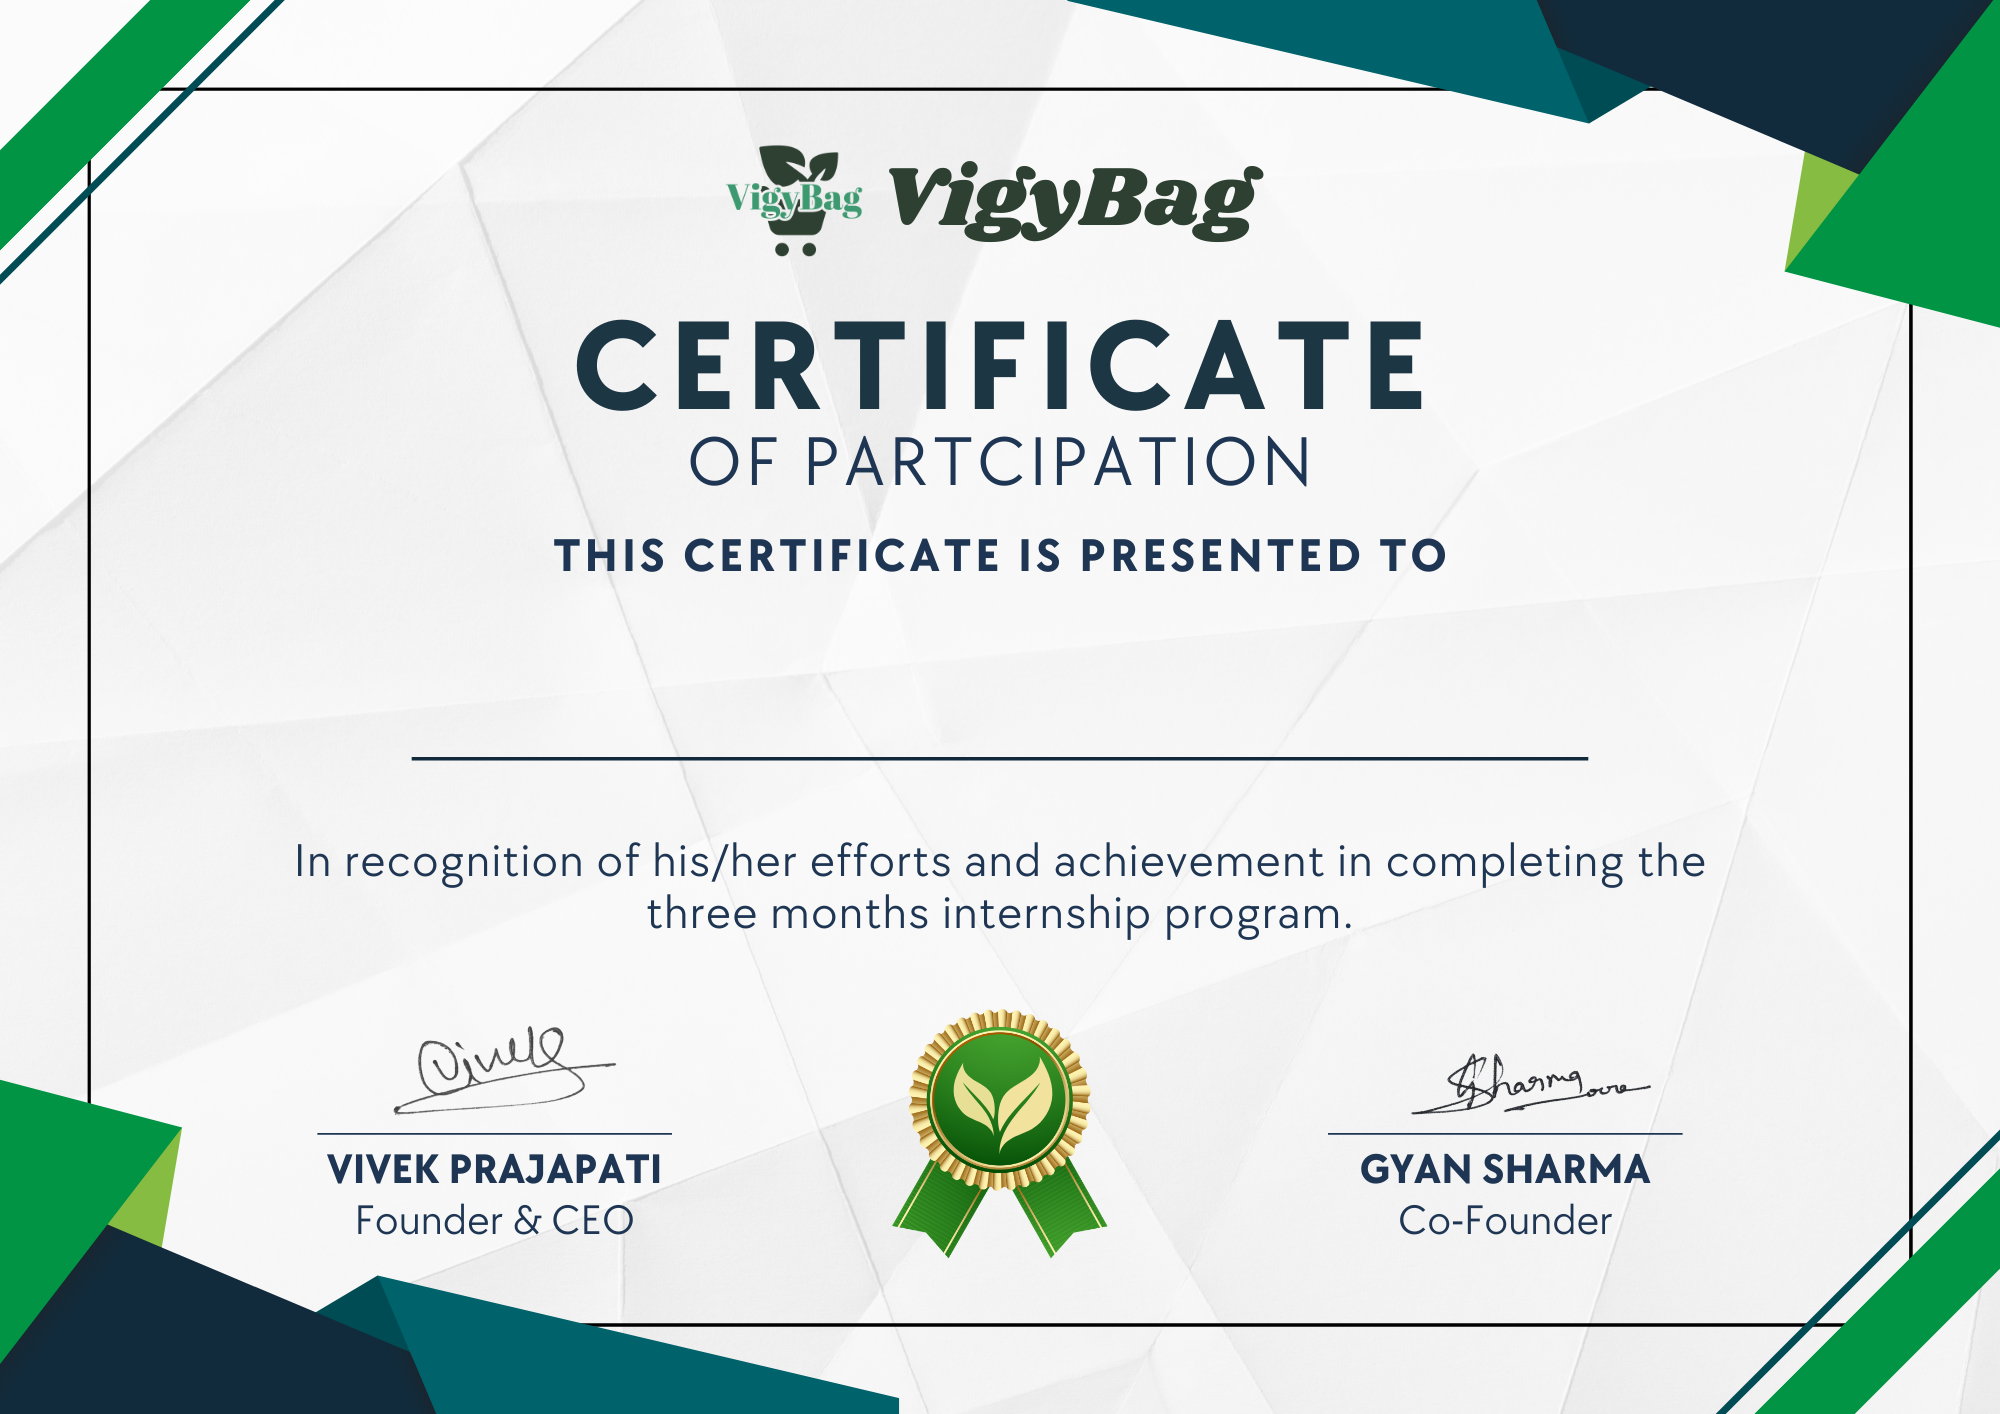 VigyBag VigyBag
CERTIFICATE
OF PARTCIPATION
THIS CERTIFICATE IS PRESENTED TO
In recognition of his/her efforts and achievement in completing the
three months internship program.
Vivek
GSharma
VIVEK PRAJAPATI
GYAN SHARMA
Founder & CEO
Co-Founder